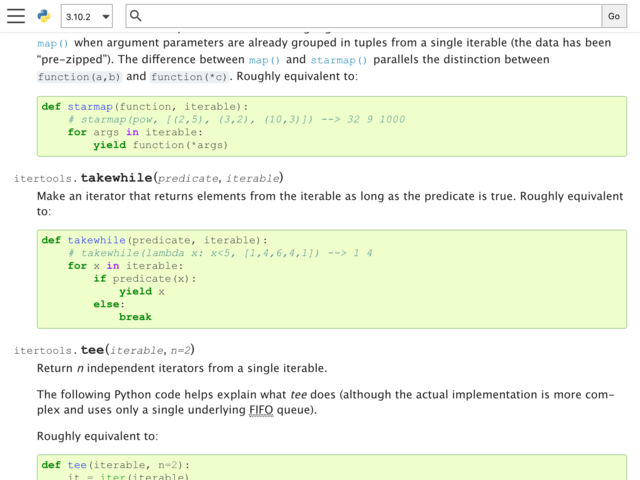 3.10.2
Go
map() when argument parameters are already grouped in tuples from a single iterable (the data has been
“pre-zipped”). The difference between map() and starmap() parallels the distinction between
function(a,b) and function(*c). Roughly equivalent to:
def starmap(function, iterable):
    # starmap(pow, [(2,5), (3,2), (10,3)]) --> 32 9 1000
    for args in iterable:
        yield function(*args)
itertools.takewhile(predicate, iterable)
Make an iterator that returns elements from the iterable as long as the predicate is true. Roughly equivalent
to:
def takewhile(predicate, iterable):
    # takewhile(lambda x: x<5, [1,4,6,4,1]) --> 1 4
    for x in iterable:
        if predicate(x):
            yield x
        else:
            break
itertools.tee(iterable, n=2)
Return n independent iterators from a single iterable.
The following Python code helps explain what tee does (although the actual implementation is more com-
plex and uses only a single underlying FIFO queue).
Roughly equivalent to:
def tee(iterable, n=2):
    it = iter(iterable)